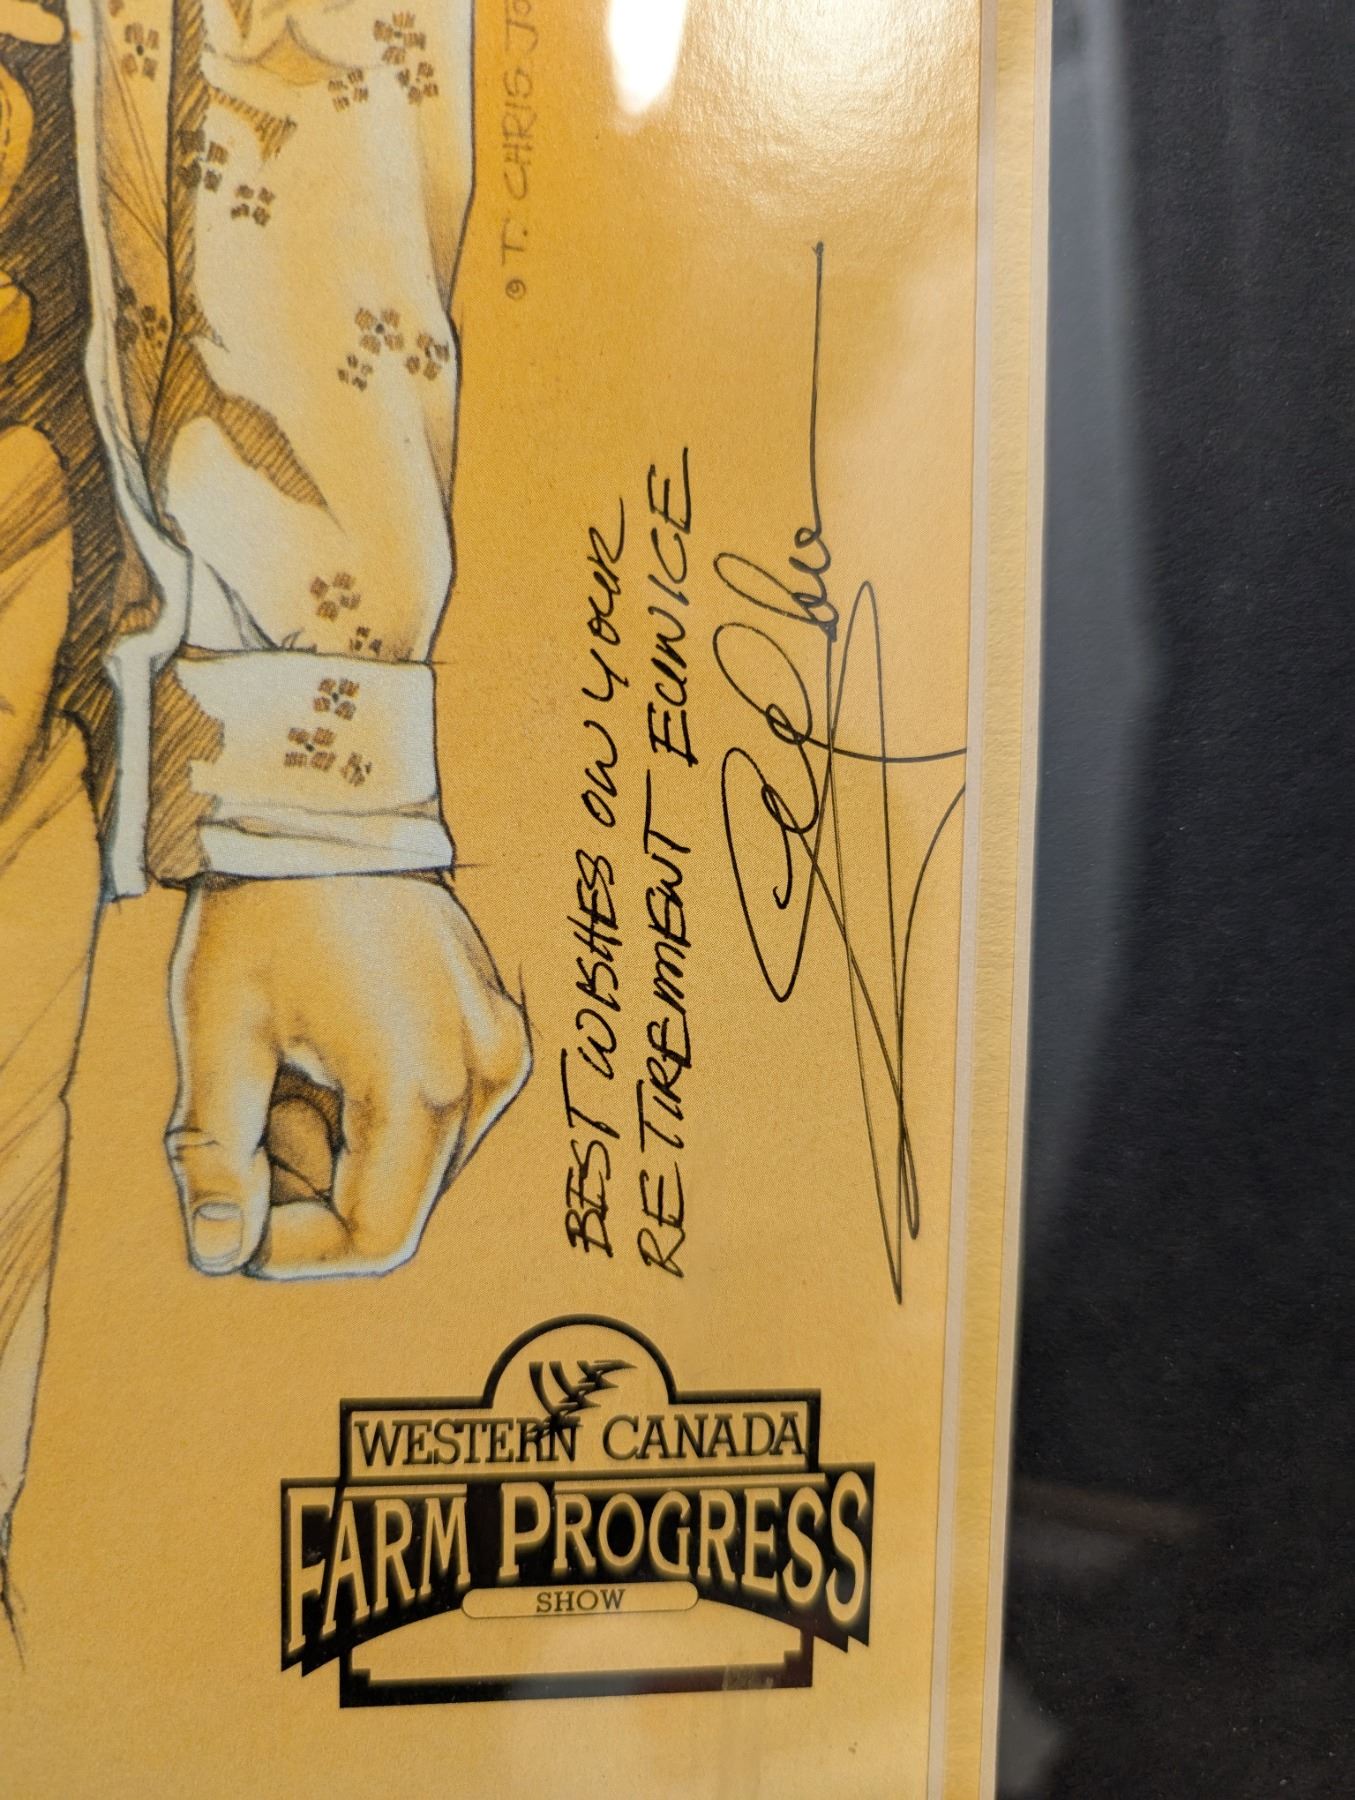 © T. CHRIS JO
BEST WISHES ON YOUR
RETIREMENT EUNICE
WESTERN CANADA
FARM PROGRESS
SHOW